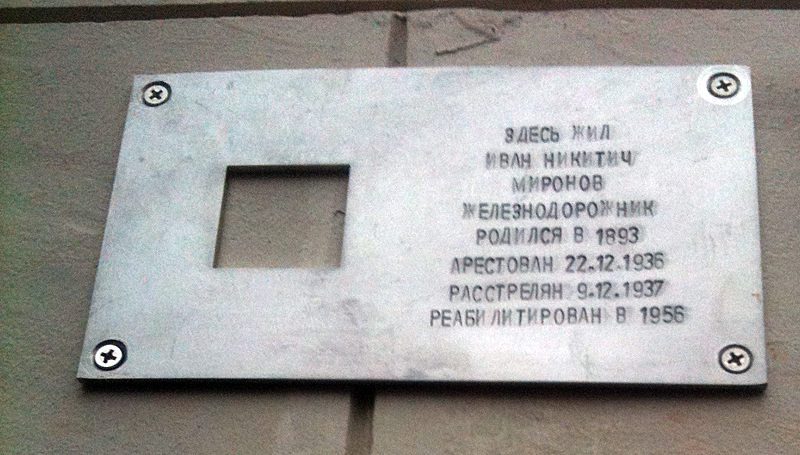 ЗДЕСЬ ЖИЛ
ИВАН НИКИТИЧ
МИРОНОВ
ЖЕЛЕЗНОДОРОЖНИК
РОДИЛСЯ В 1893
АРЕСТОВАН 22.12.1936
РАССТРЕЛЯН 9.12.1937
РЕАБИЛИТИРОВАН В 1956